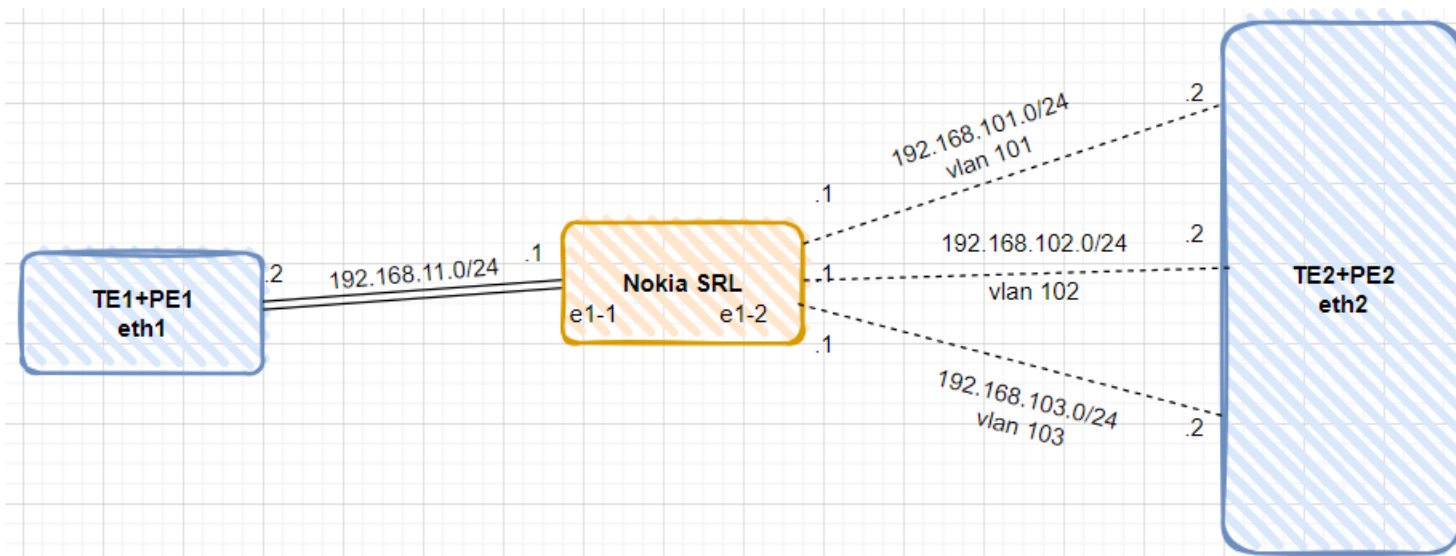 TE1+PE1
eth1
.2
192.168.11.0/24
.1
Nokia SRL
e1-1
e1-2
.1
192.168.101.0/24
vlan 101
.2
.1
192.168.102.0/24
vlan 102
.2
.1
192.168.103.0/24
vlan 103
.2
TE2+PE2
eth2